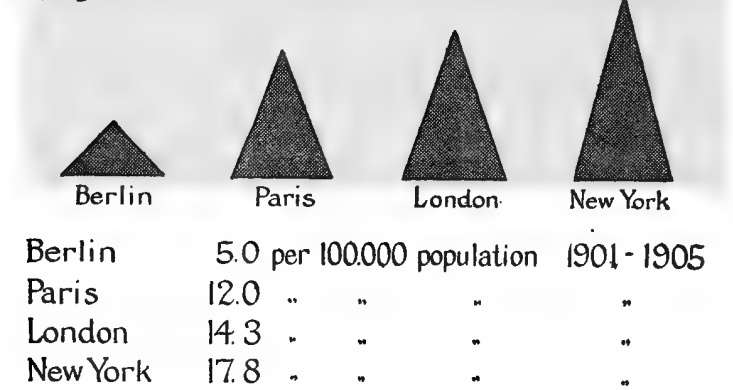 Berlin Paris London New York
Berlin 5.0 per 100.000 population 1901 - 1905
Paris 12.0 " " " "
London 14.3 " " " "
New York 17.8 " " " "